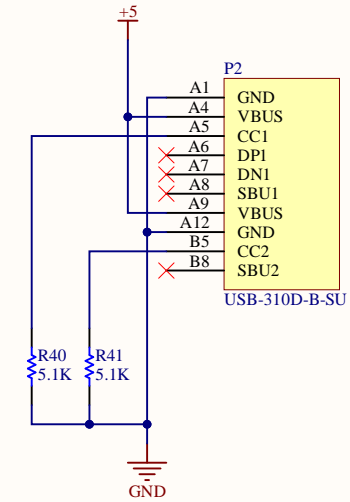 +5
P2
A1 GND
A4 VBUS
A5 CC1
A6 DP1
A7 DN1
A8 SBU1
A9 VBUS
A12 GND
B5 CC2
B8 SBU2
USB-310D-B-SU
R40 R41
5.1K 5.1K
GND